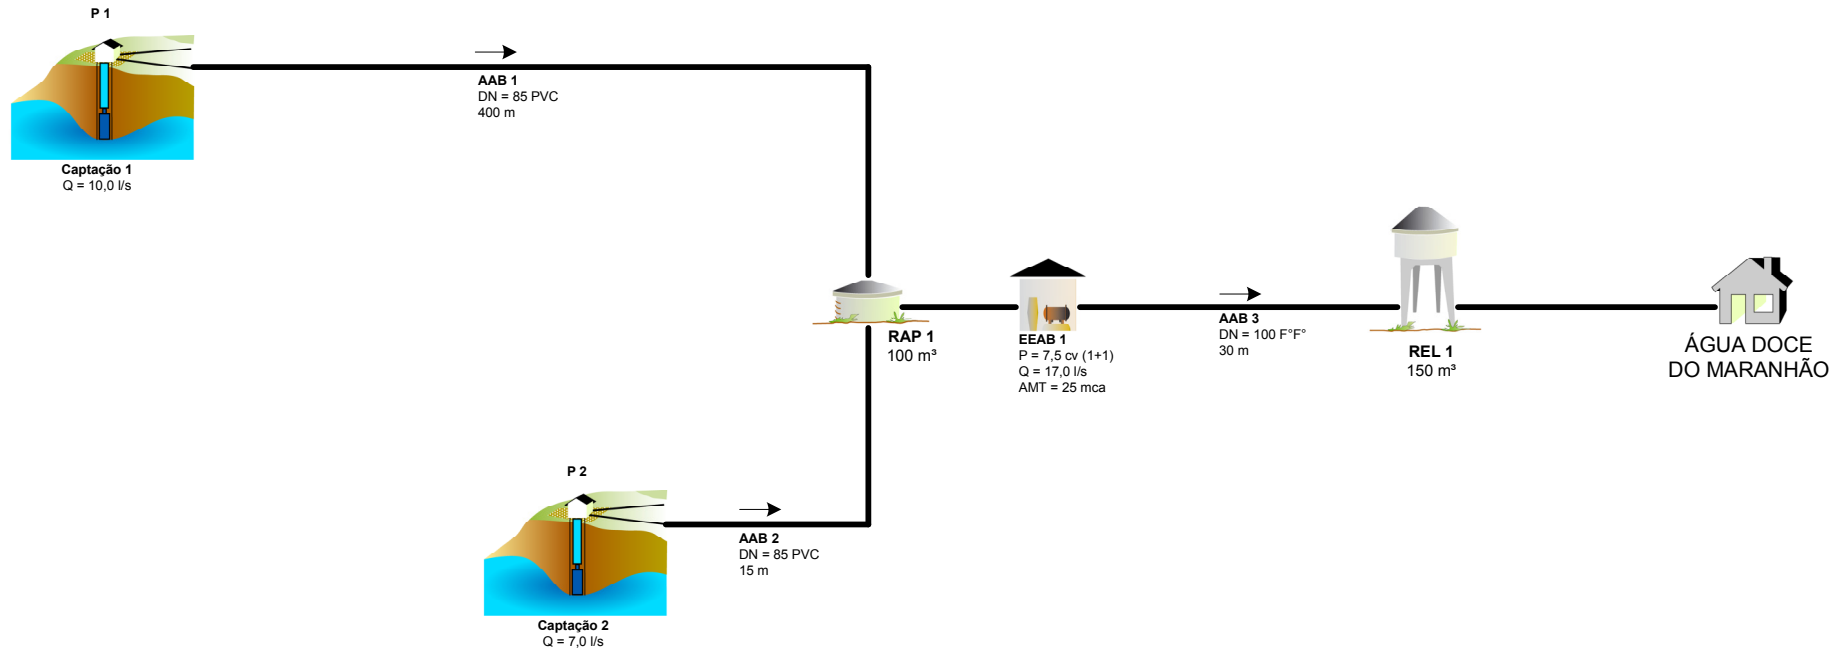 P 1
AAB 1
DN = 85 PVC
400 m
Captação 1
Q = 10,0 l/s
RAP 1
100 m³
EEAB 1
P = 7,5 cv (1+1)
Q = 17,0 l/s
AMT = 25 mca
AAB 3
DN = 100 F°F°
30 m
REL 1
150 m³
ÁGUA DOCE
DO MARANHÃO
P 2
AAB 2
DN = 85 PVC
15 m
Captação 2
Q = 7,0 l/s